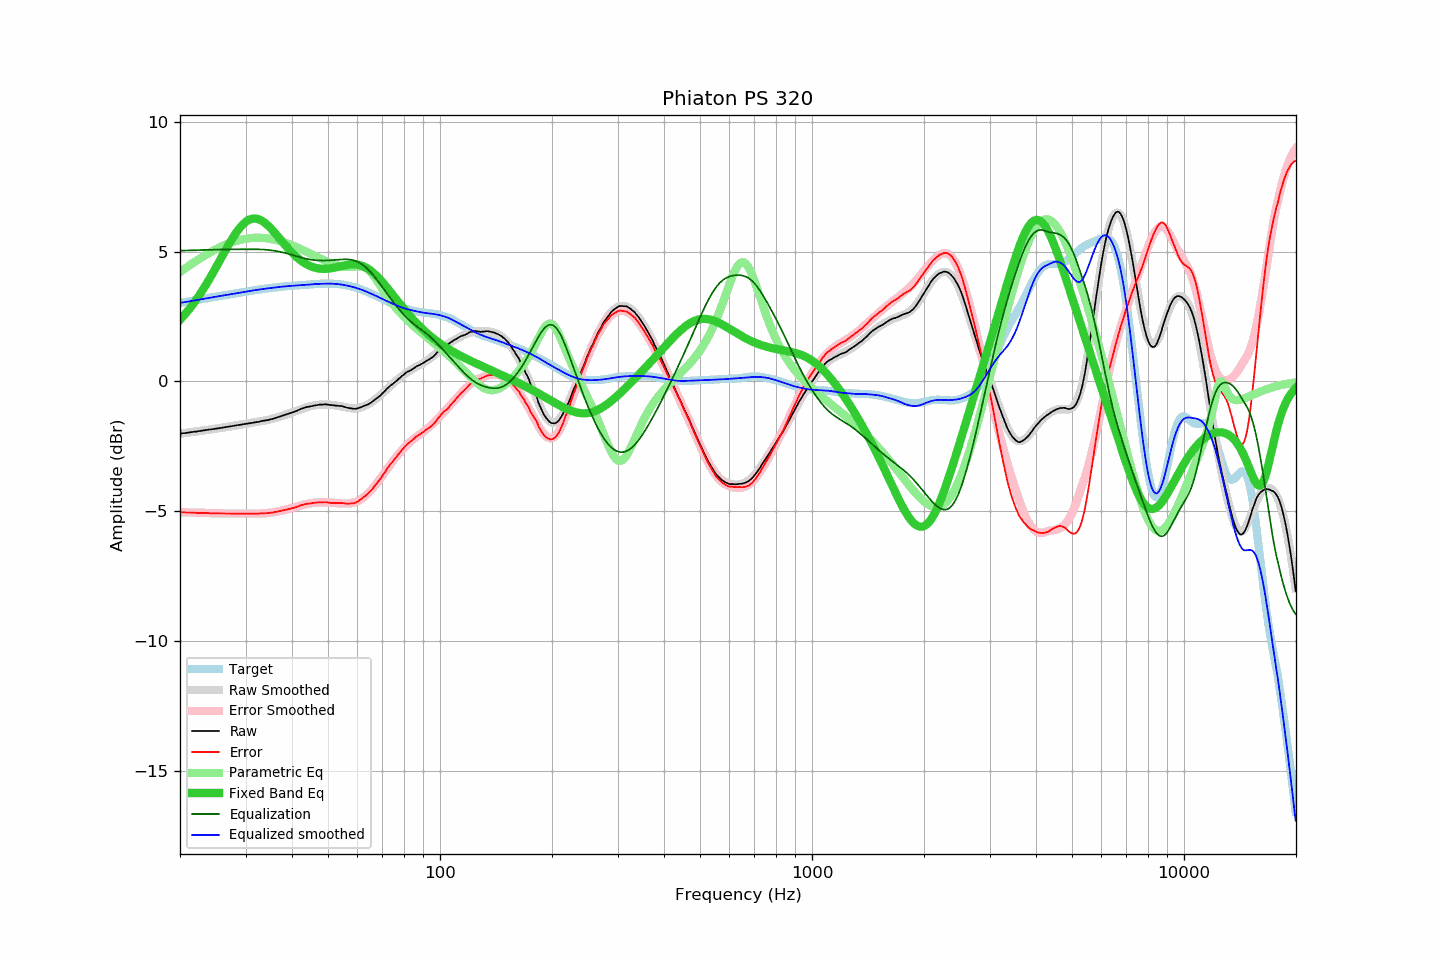 Phiaton PS 320
10
5
0
−5
−10
−15
Amplitude (dBr)
Target
Raw Smoothed
Error Smoothed
Raw
Error
Parametric Eq
Fixed Band Eq
Equalization
Equalized smoothed
100
1000
10000
Frequency (Hz)